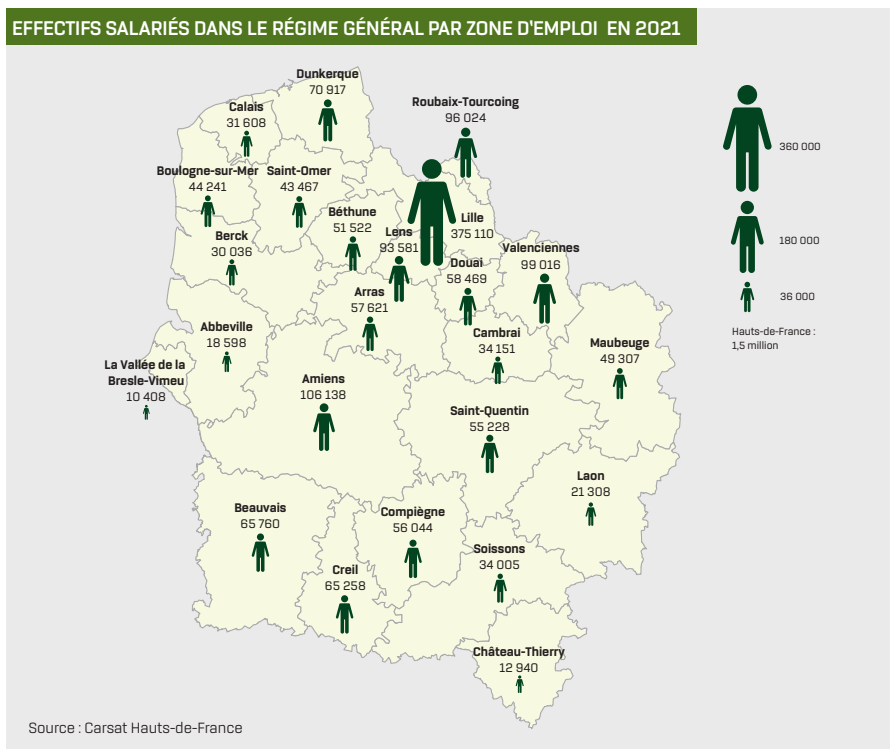 EFFECTIFS SALARIÉS DANS LE RÉGIME GÉNÉRAL PAR ZONE D'EMPLOI EN 2021
Dunkerque
70 917
Calais
31 608
Roubaix-Tourcoing
96 024
360 000
Boulogne-sur-Mer
44 241
Saint-Omer
43 467
Béthune
51 522
Lille
375 110
Lens
93 581
Berck
30 036
Douai
58 469
Valenciennes
99 016
180 000
36 000
Arras
57 621
Abbeville
18 598
Cambrai
34 151
Maubeuge
49 307
Hauts-de-France :
1,5 million
La Vallée de la
Bresle-Vimeu
10 408
Amiens
106 138
Saint-Quentin
55 228
Laon
21 308
Beauvais
65 760
Compiègne
56 044
Soissons
34 005
Creil
65 258
Château-Thierry
12 940
Source : Carsat Hauts-de-France